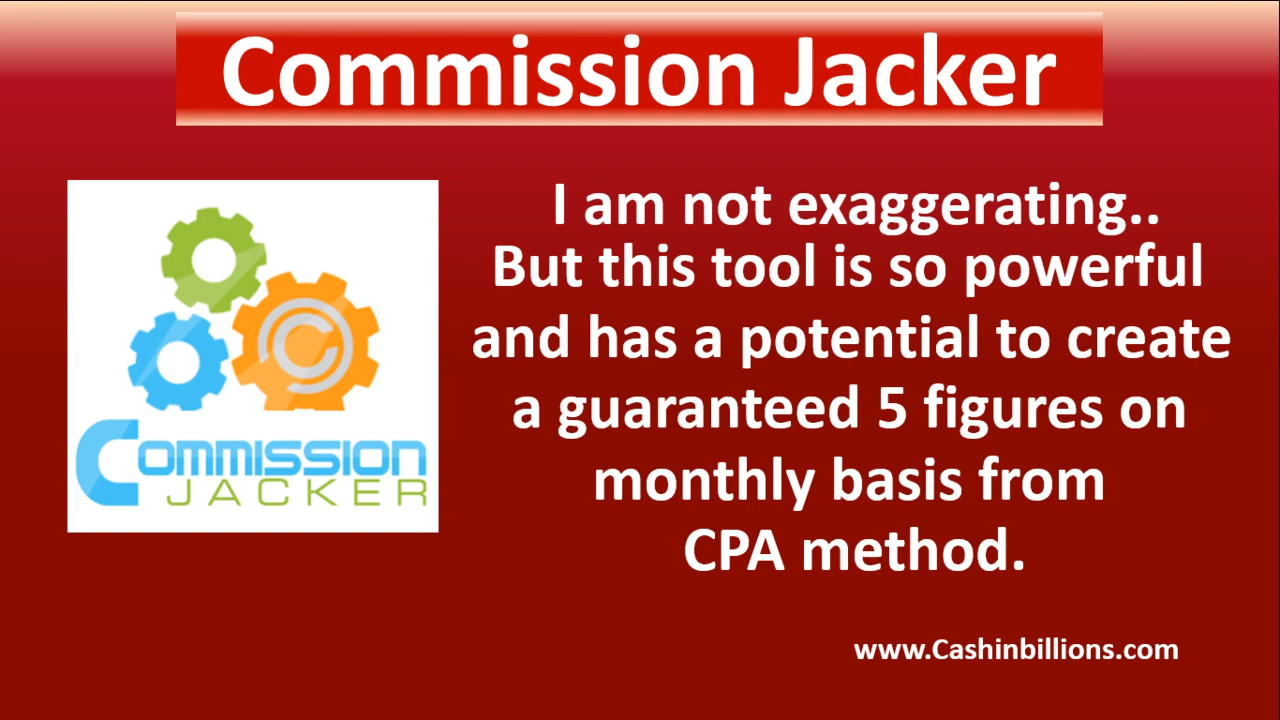 Commission Jacker
I am not exaggerating..
But this tool is so powerful
and has a potential to create
a guaranteed 5 figures on
monthly basis from
CPA method.
C
COMMISSION
JACKER
www.Cashinbillions.com